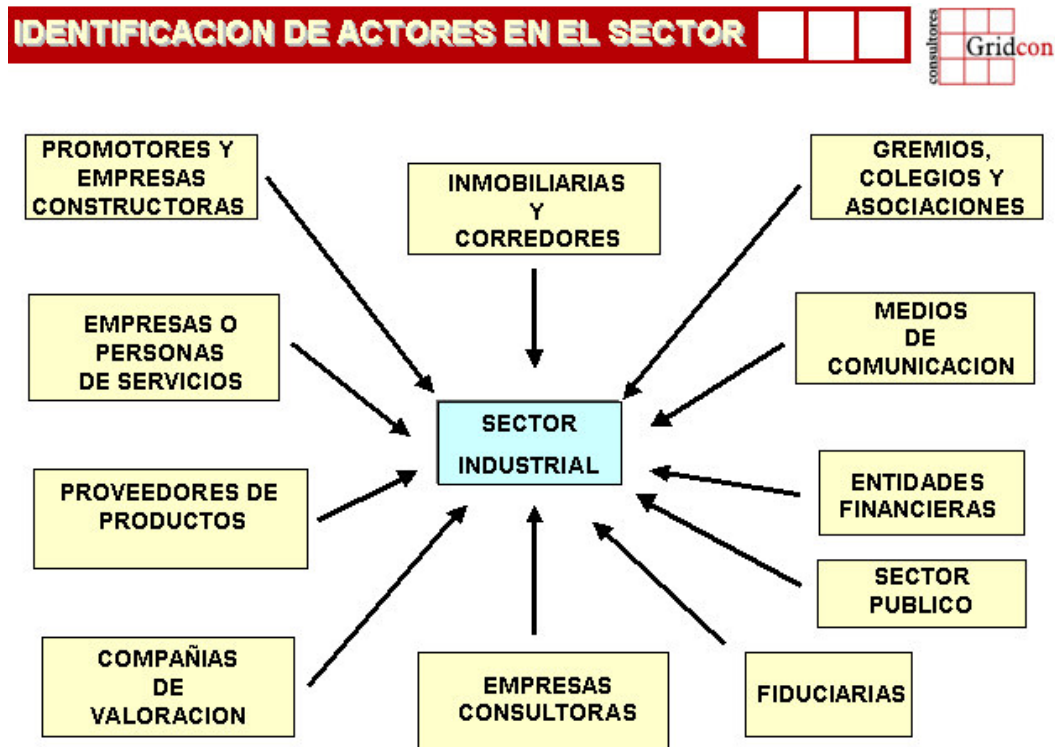 IDENTIFICACION DE ACTORES EN EL SECTOR
consultores
Gridcon
PROMOTORES Y
EMPRESAS
CONSTRUCTORAS
INMOBILIARIAS
Y
CORREDORES
GREMIOS,
COLEGIOS Y
ASOCIACIONES
EMPRESAS O
PERSONAS
DE SERVICIOS
MEDIOS
DE
COMUNICACION
SECTOR
INDUSTRIAL
PROVEEDORES DE
PRODUCTOS
ENTIDADES
FINANCIERAS
SECTOR
PUBLICO
COMPAÑIAS
DE
VALORACION
EMPRESAS
CONSULTORAS
FIDUCIARIAS